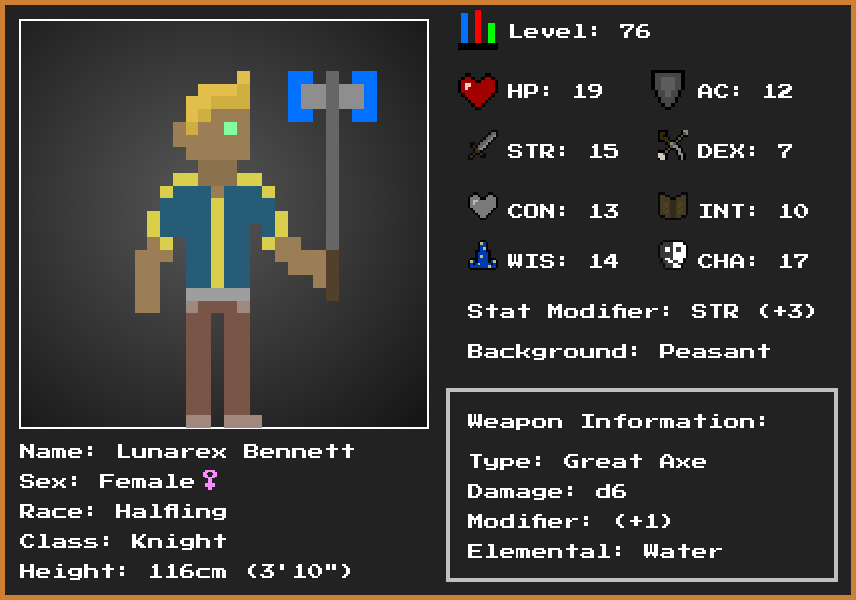 Level: 76
HP: 19 AC: 12
STR: 15 DEX: 7
CON: 13 INT: 10
WIS: 14 CHA: 17
Stat Modifier: STR (+3)
Background: Peasant
Weapon Information:
Type: Great Axe
Damage: d6
Modifier: (+1)
Elemental: Water
Name: Lunarex Bennett
Sex: Female♀
Race: Halfling
Class: Knight
Height: 116cm (3'10")